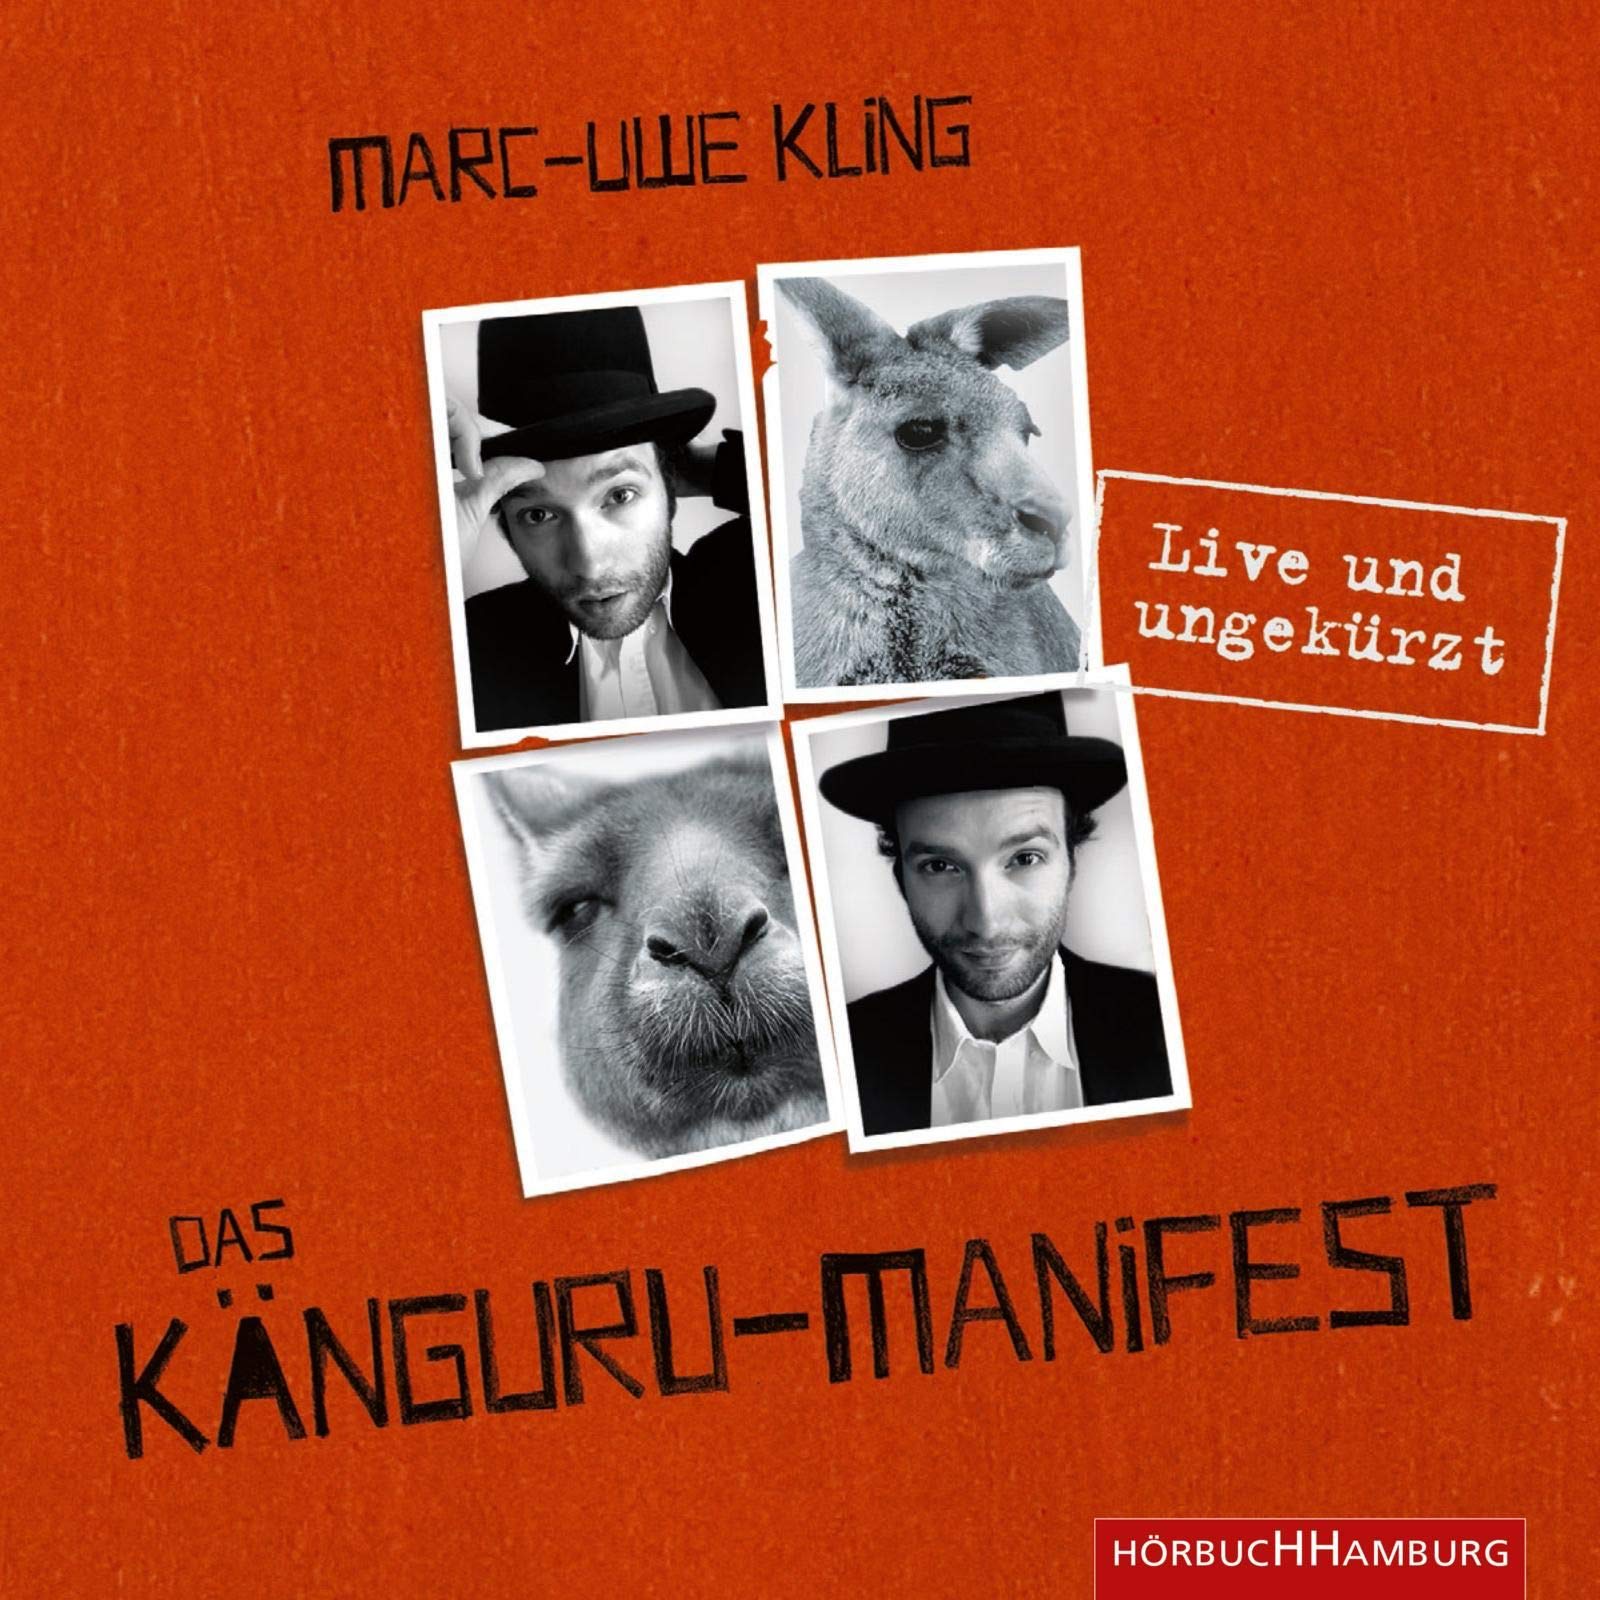 MARC-UWE KLING
Live und
ungekürzt
DAS
KÄNGURU-MANIFEST
HÖRBUCHHAMBURG